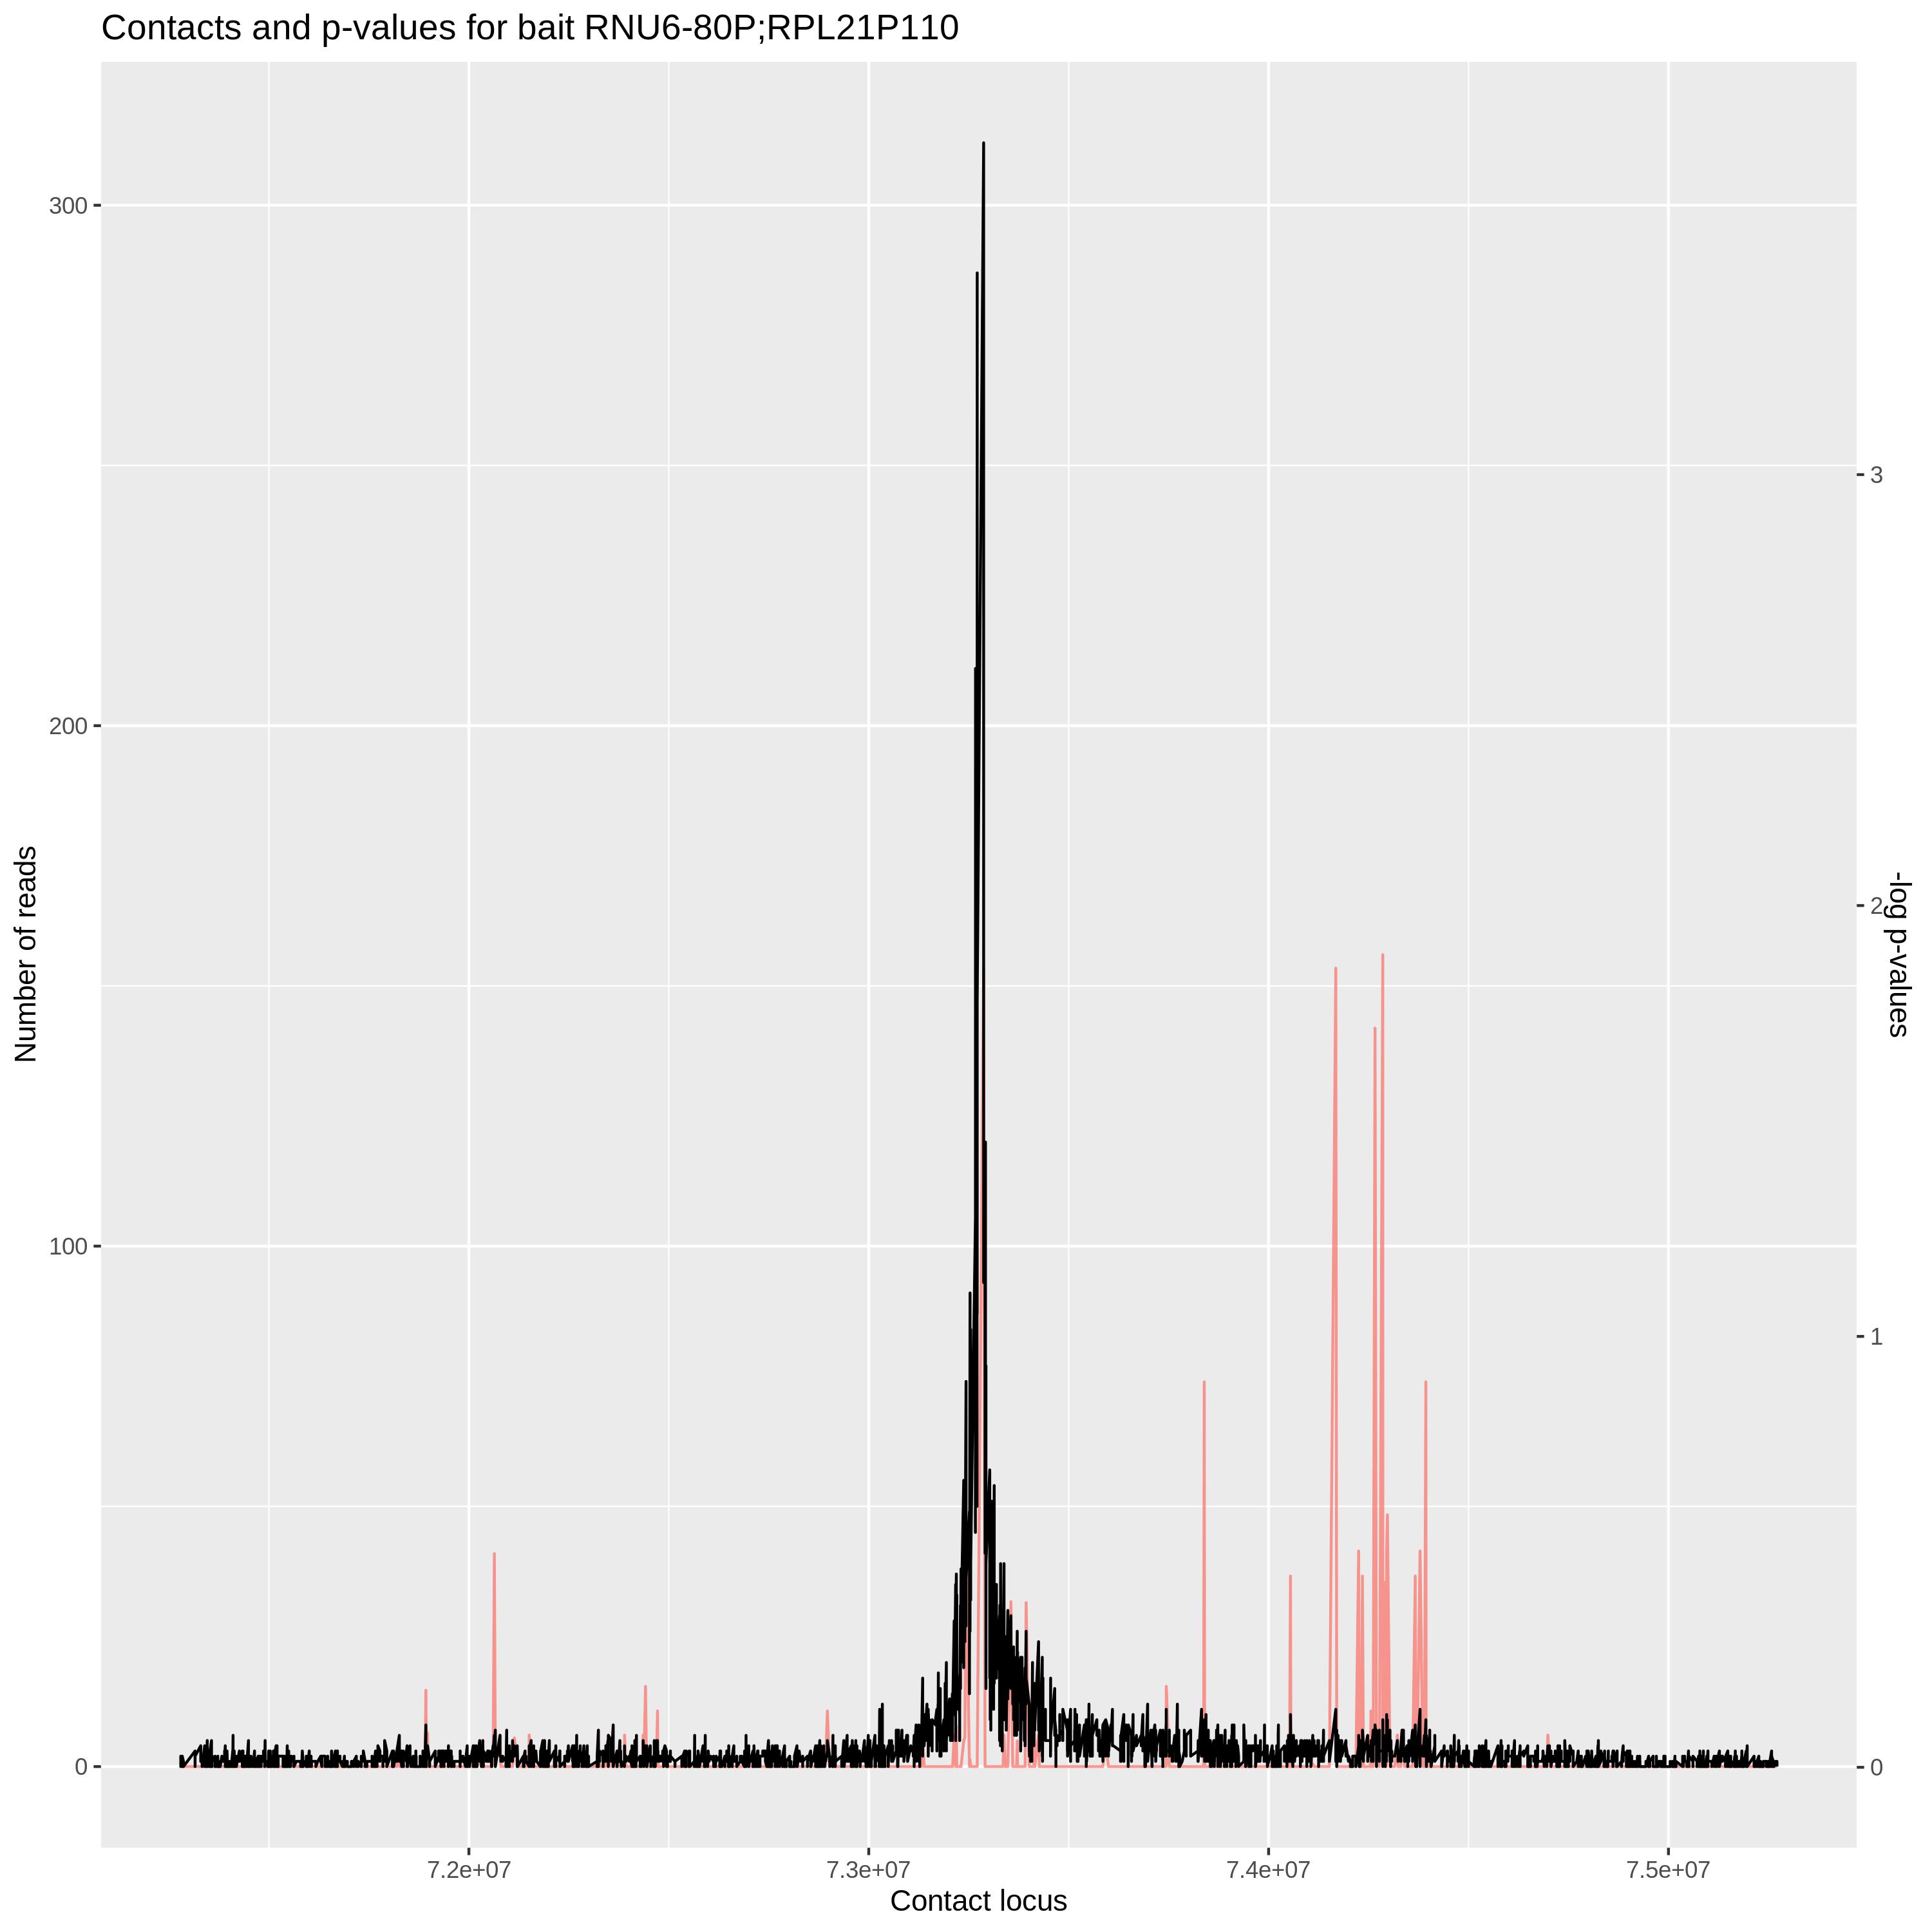 Contacts and p-values for bait RNU6-80P;RPL21P110
Number of reads
300
200
100
0
3
2
1
0
-log p-values
7.2e+07
7.3e+07
7.4e+07
7.5e+07
Contact locus